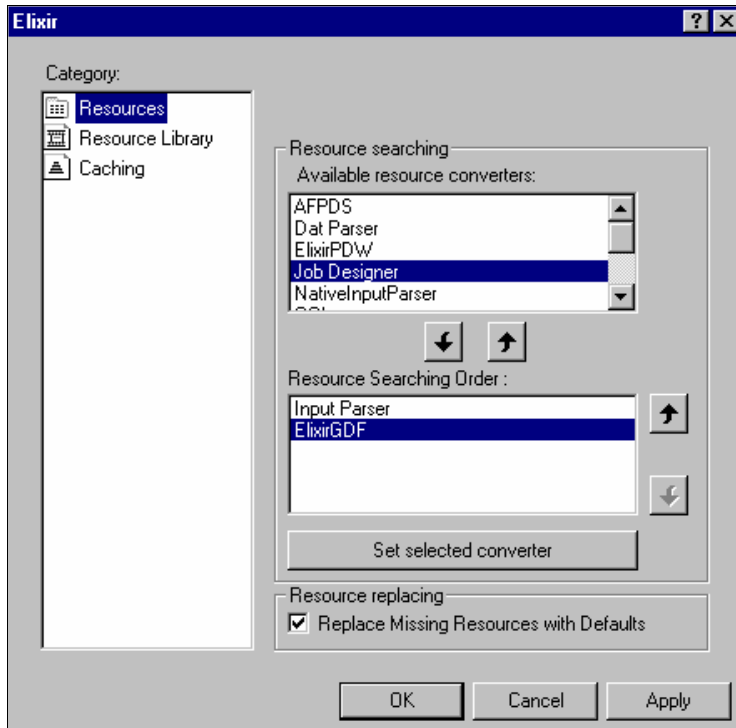 Elixir
Category:
Resources
Resource Library
Caching
Resource searching
Available resource converters:
AFPDS
Dat Parser
ElixirPDW
Job Designer
NativeInputParser
Resource Searching Order :
Input Parser
ElixirGDF
Set selected converter
Resource replacing
Replace Missing Resources with Defaults
OK
Cancel
Apply